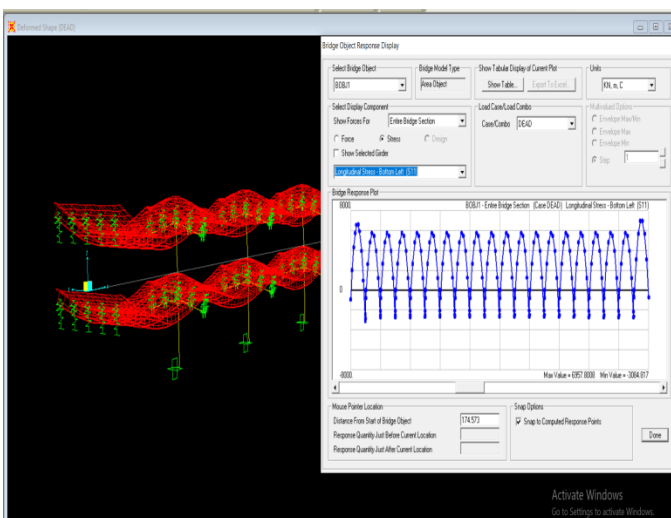 Deformed Shape (DEAD)
Bridge Object Response Display
Select Bridge Object
BOBJ1
Bridge Model Type
Area Object
Show Tabular Display of Current Plot
Show Table...
Export To Excel...
Units
KN, m, C
Select Display Component
Show Forces For
Entire Bridge Section
Force
Stress
Design
Show Selected Girder
Longitudinal Stress - Bottom Left (S11)
Load Case/Load Combo
Case/Combo
DEAD
Multivalued Options
Envelope Max/Min
Envelope Max
Envelope Min
Step
1
Bridge Response Plot
8000.
BOBJ1 - Entire Bridge Section (Case DEAD) Longitudinal Stress - Bottom Left (S11)
0
-8000.
Max Value = 6957.8008 Min Value = -3084.817
Mouse Pointer Location
Distance From Start of Bridge Object
174.573
Response Quantity Just Before Current Location
Response Quantity Just After Current Location
Snap Options
Snap to Computed Response Points
Done
Activate Windows
Go to Settings to activate Windows.